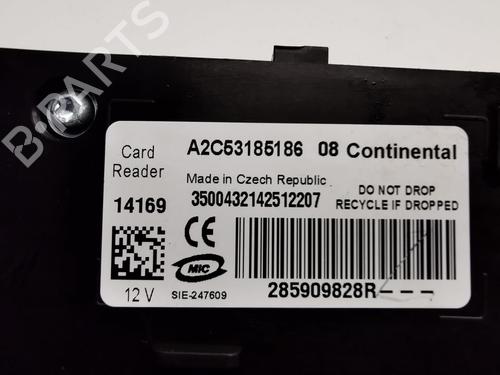 B-PARTS
Card Reader
A2C53185186 08 Continental
Made in Czech Republic
14169
3500432142512207
DO NOT DROP
RECYCLE IF DROPPED
CE
MIC
12 V
SIE-247609
285909828R---